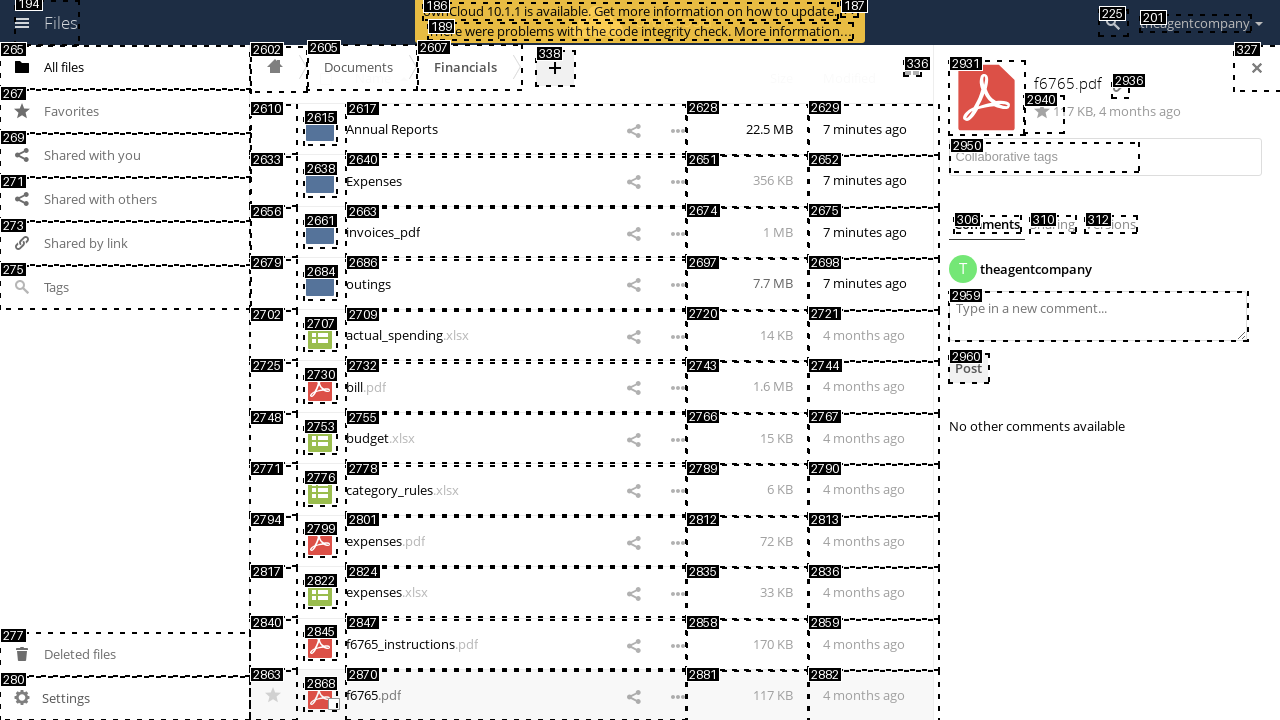 194 Files
186 ownCloud 10.1.1 is available. Get more information on how to update. 187
189 There were problems with the code integrity check. More information…
225 201 theagentcompany
265 All files
267 Favorites
269 Shared with you
271 Shared with others
273 Shared by link
275 Tags
277 Deleted files
280 Settings
2602 2605 Documents 2607 Financials 338 + 336
2610 2615 2617 Annual Reports 2628 22.5 MB 2629 7 minutes ago
2633 2638 2640 Expenses 2651 356 KB 2652 7 minutes ago
2656 2661 2663 invoices_pdf 2674 1 MB 2675 7 minutes ago
2679 2684 2686 outings 2697 7.7 MB 2698 7 minutes ago
2702 2707 2709 actual_spending.xlsx 2720 14 KB 2721 4 months ago
2725 2730 2732 bill.pdf 2743 1.6 MB 2744 4 months ago
2748 2753 2755 budget.xlsx 2766 15 KB 2767 4 months ago
2771 2776 2778 category_rules.xlsx 2789 6 KB 2790 4 months ago
2794 2799 2801 expenses.pdf 2812 72 KB 2813 4 months ago
2817 2822 2824 expenses.xlsx 2835 33 KB 2836 4 months ago
2840 2845 2847 f6765_instructions.pdf 2858 170 KB 2859 4 months ago
2863 2868 2870 f6765.pdf 2881 117 KB 2882 4 months ago
327 ×
2931 f6765.pdf 2936
2940 117 KB, 4 months ago
2950 Collaborative tags
306 Comments 310 Sharing 312 Versions
T theagentcompany
2959 Type in a new comment...
2960 Post
No other comments available